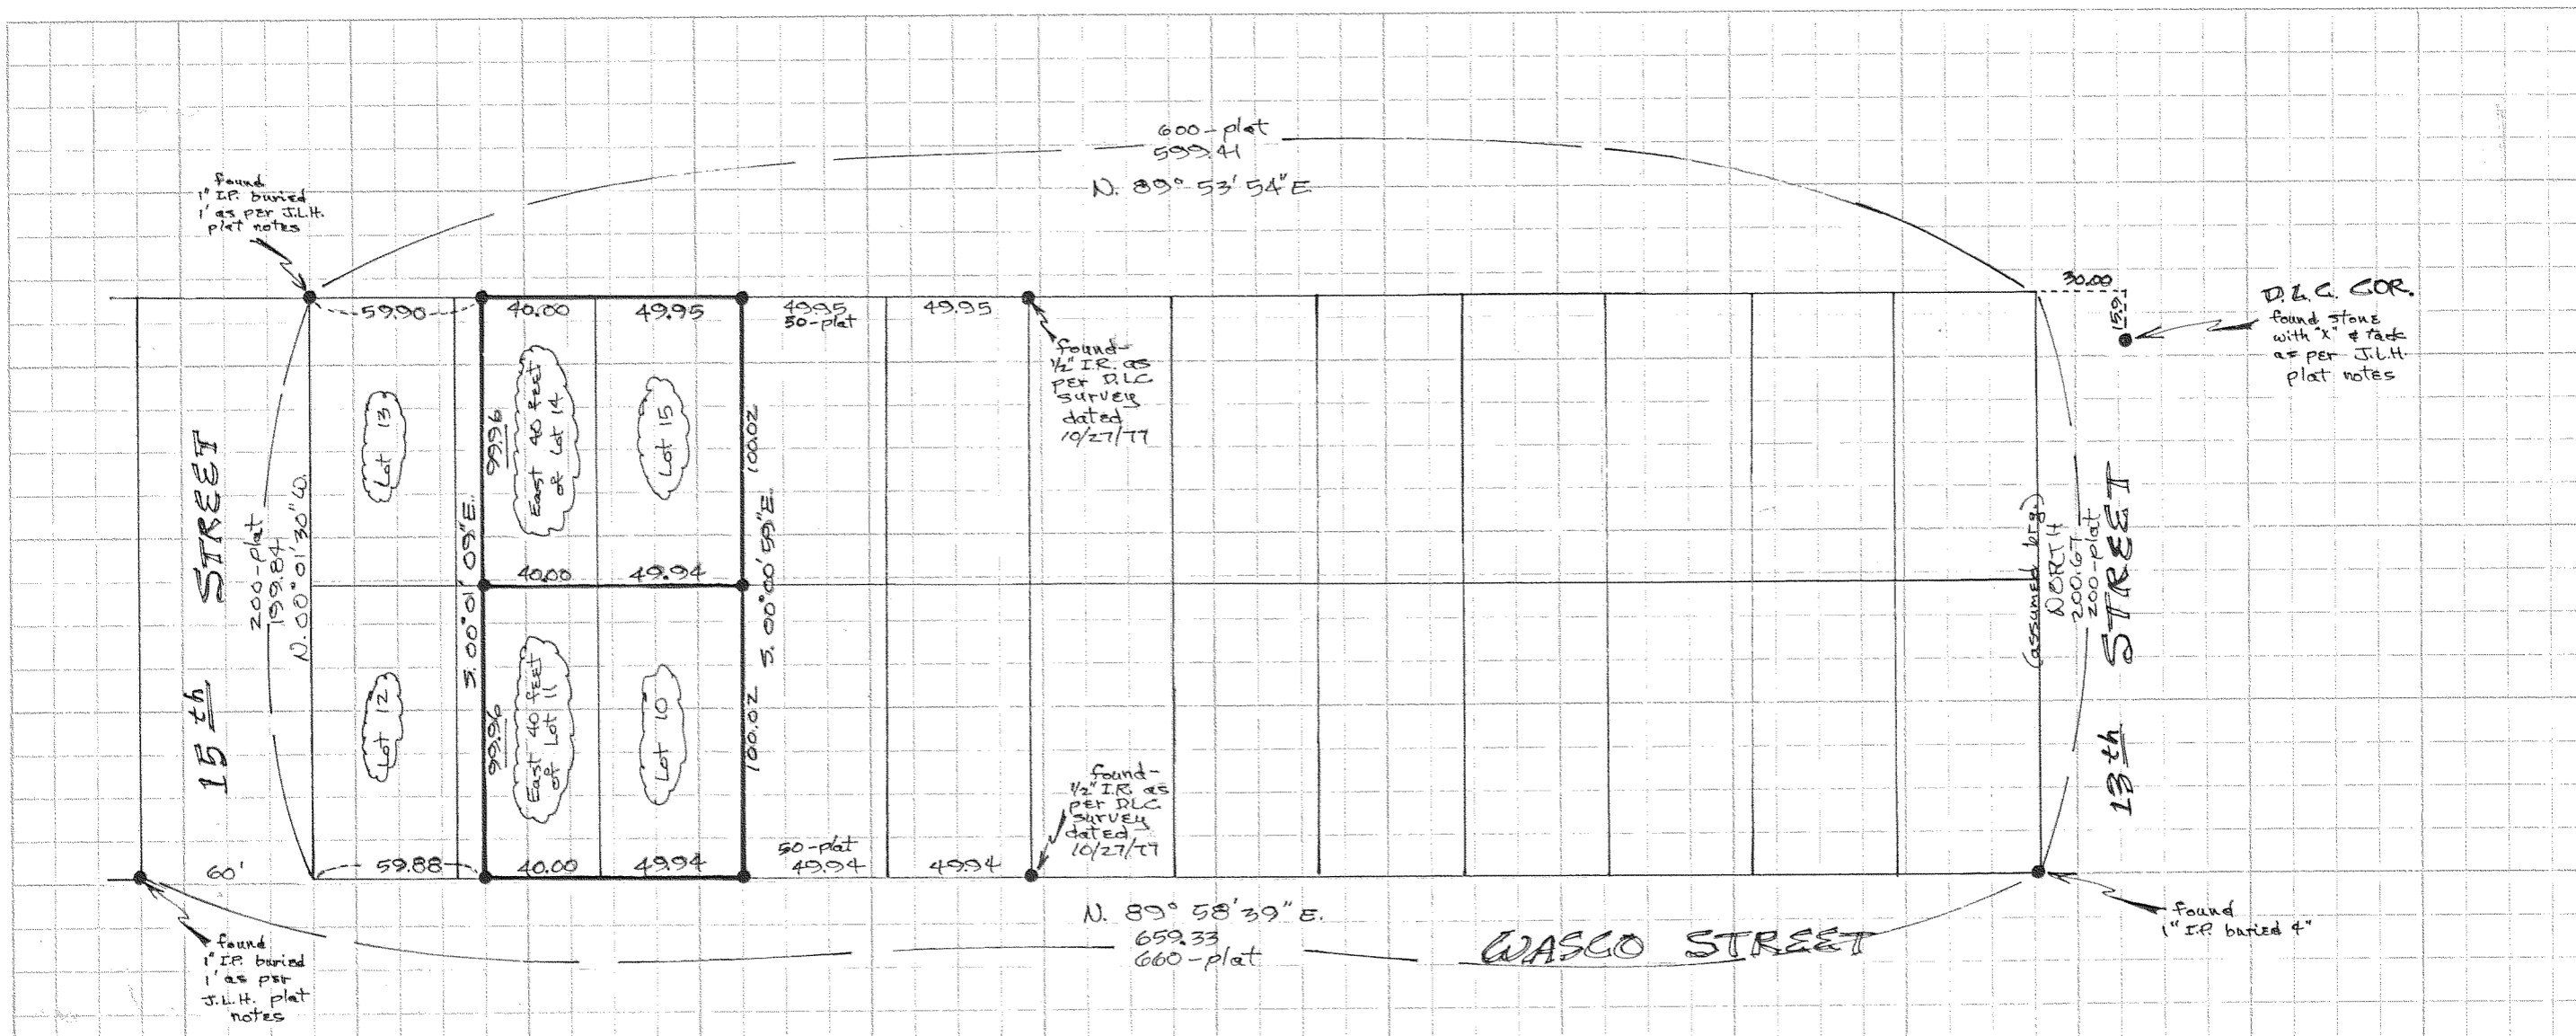 600-plat
599.41
N. 89° 53' 54" E
found
1" I.P. buried
1' as per J.L.H.
plat notes
30.00
15.9
D.L.C. COR.
found stone
with "X" & tack
as per J.L.H.
plat notes
59.90
40.00
49.95
49.95
50-plat
49.95
found-
1/2" I.R. as
per D.L.C.
survey
dated
10/27/77
15th STREET
200-plat
199.84
N. 00° 01' 30" W.
Lot 13
S. 00° 01' 09" E.
99.96
East 40 feet
of Lot 14
Lot 15
100.02
S. 00° 00' 59" E.
40.00
49.94
Lot 12
99.96
East 40 feet
of Lot 11
Lot 10
100.02
(assumed brg.)
NORTH
200.67
200-plat
13th STREET
60'
59.88
40.00
49.94
50-plat
49.94
49.94
found-
1/2" I.R. as
per D.L.C.
survey
dated
10/27/77
found
1" I.P. buried
1' as per
J.L.H. plat
notes
N. 89° 58' 39" E.
659.33
660-plat
WASCO STREET
found
1" I.P. buried 4"